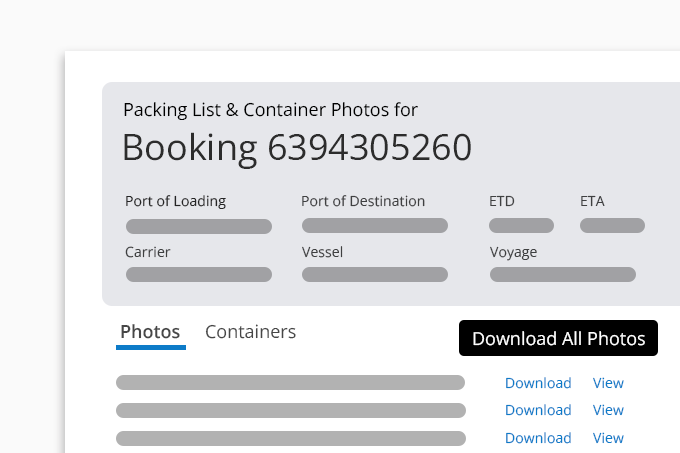 Packing List & Container Photos for
Booking 6394305260
Port of Loading Port of Destination ETD ETA
Carrier Vessel Voyage
Photos Containers Download All Photos
Download View
Download View
Download View